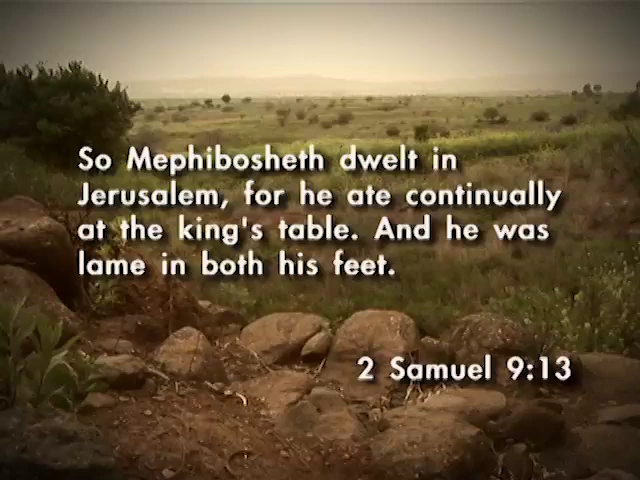 So Mephibosheth dwelt in
Jerusalem, for he ate continually
at the king's table. And he was
lame in both his feet.
2 Samuel 9:13